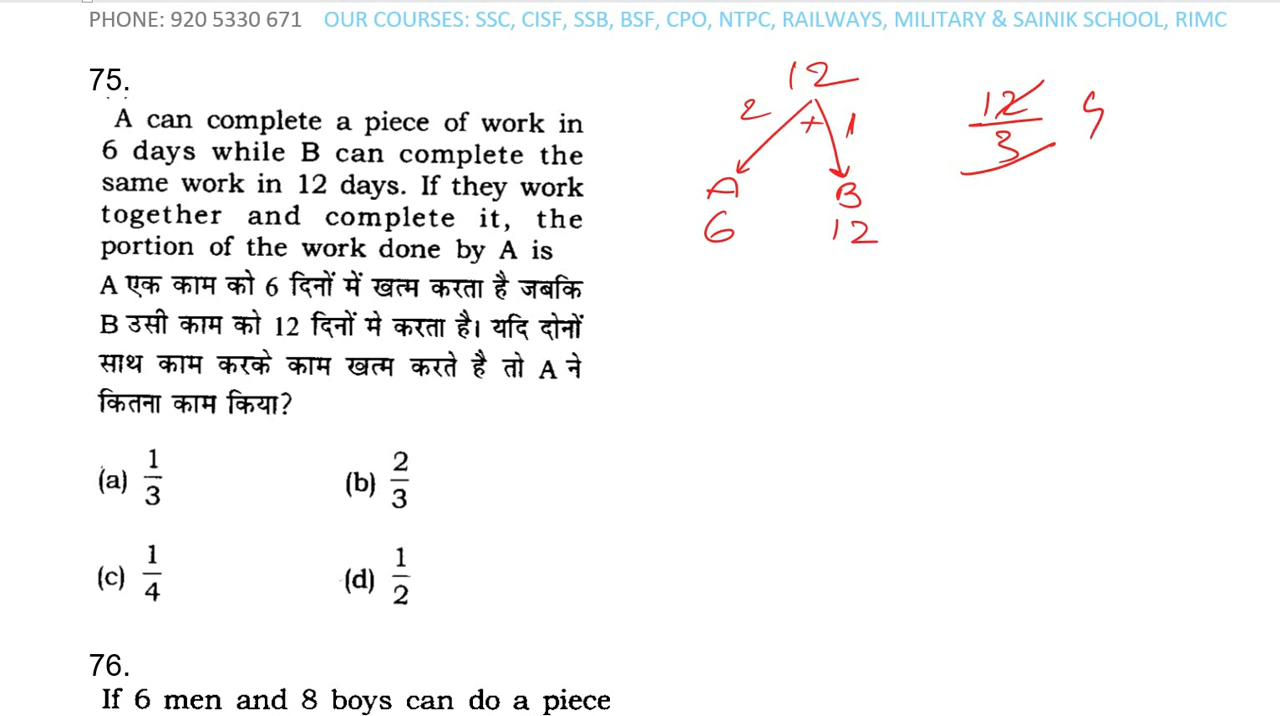 PHONE: 920 5330 671 OUR COURSES: SSC, CISF, SSB, BSF, CPO, NTPC, RAILWAYS, MILITARY & SAINIK SCHOOL, RIMC
75.
A can complete a piece of work in
6 days while B can complete the
same work in 12 days. If they work
together and complete it, the
portion of the work done by A is
A एक काम को 6 दिनों में खत्म करता है जबकि
B उसी काम को 12 दिनों मे करता है। यदि दोनों
साथ काम करके काम खत्म करते है तो A ने
कितना काम किया?
(a) 1/3 (b) 2/3
(c) 1/4 (d) 1/2
76.
If 6 men and 8 boys can do a piece
12
2 + 1
A B
6 12
12/3